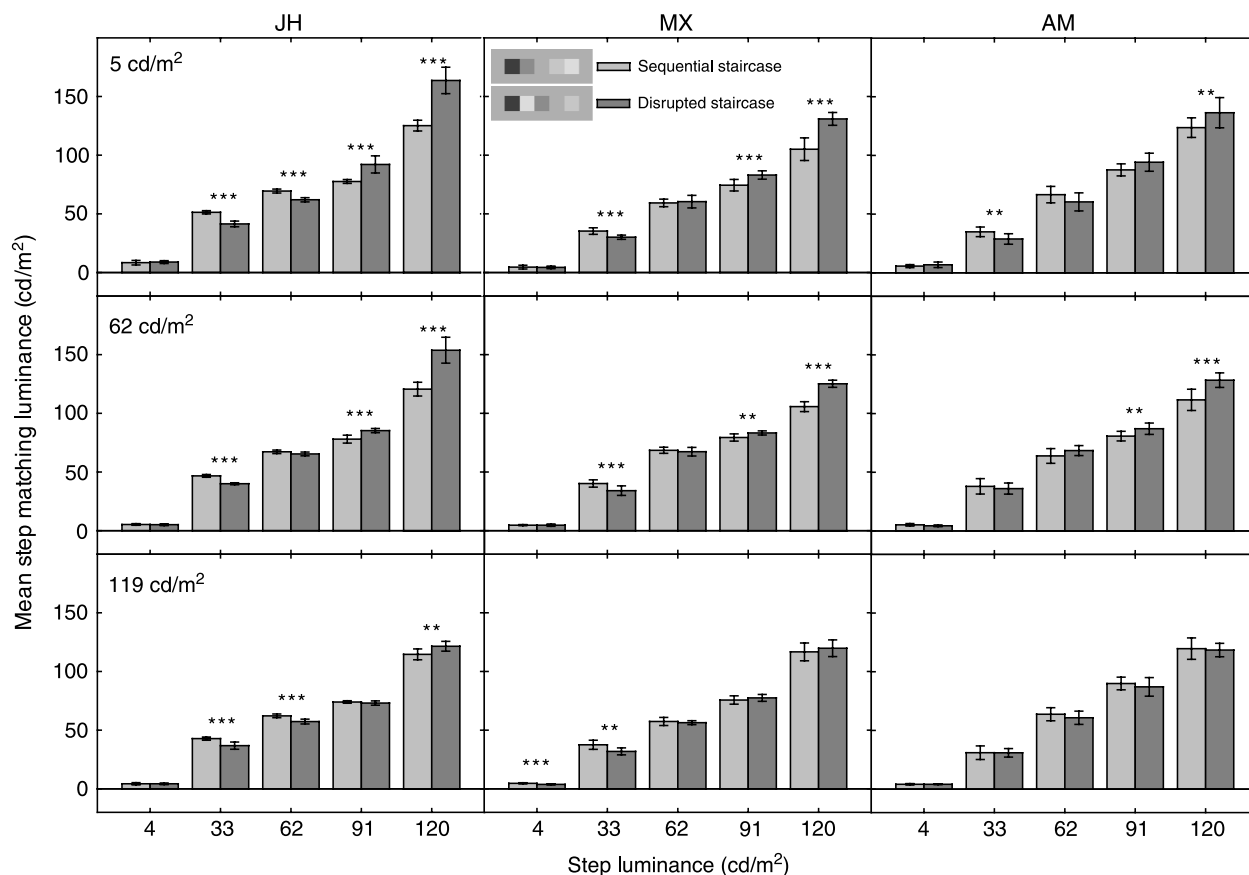 JH MX AM
5 cd/m²
Sequential staircase
Disrupted staircase
*** *** *** ***
*** *** ***
** **
150
100
50
0
62 cd/m²
*** *** ***
*** ** ***
** ***
150
100
50
0
119 cd/m²
*** *** **
*** **
150
100
50
0
4 33 62 91 120 4 33 62 91 120 4 33 62 91 120
Mean step matching luminance (cd/m²)
Step luminance (cd/m²)